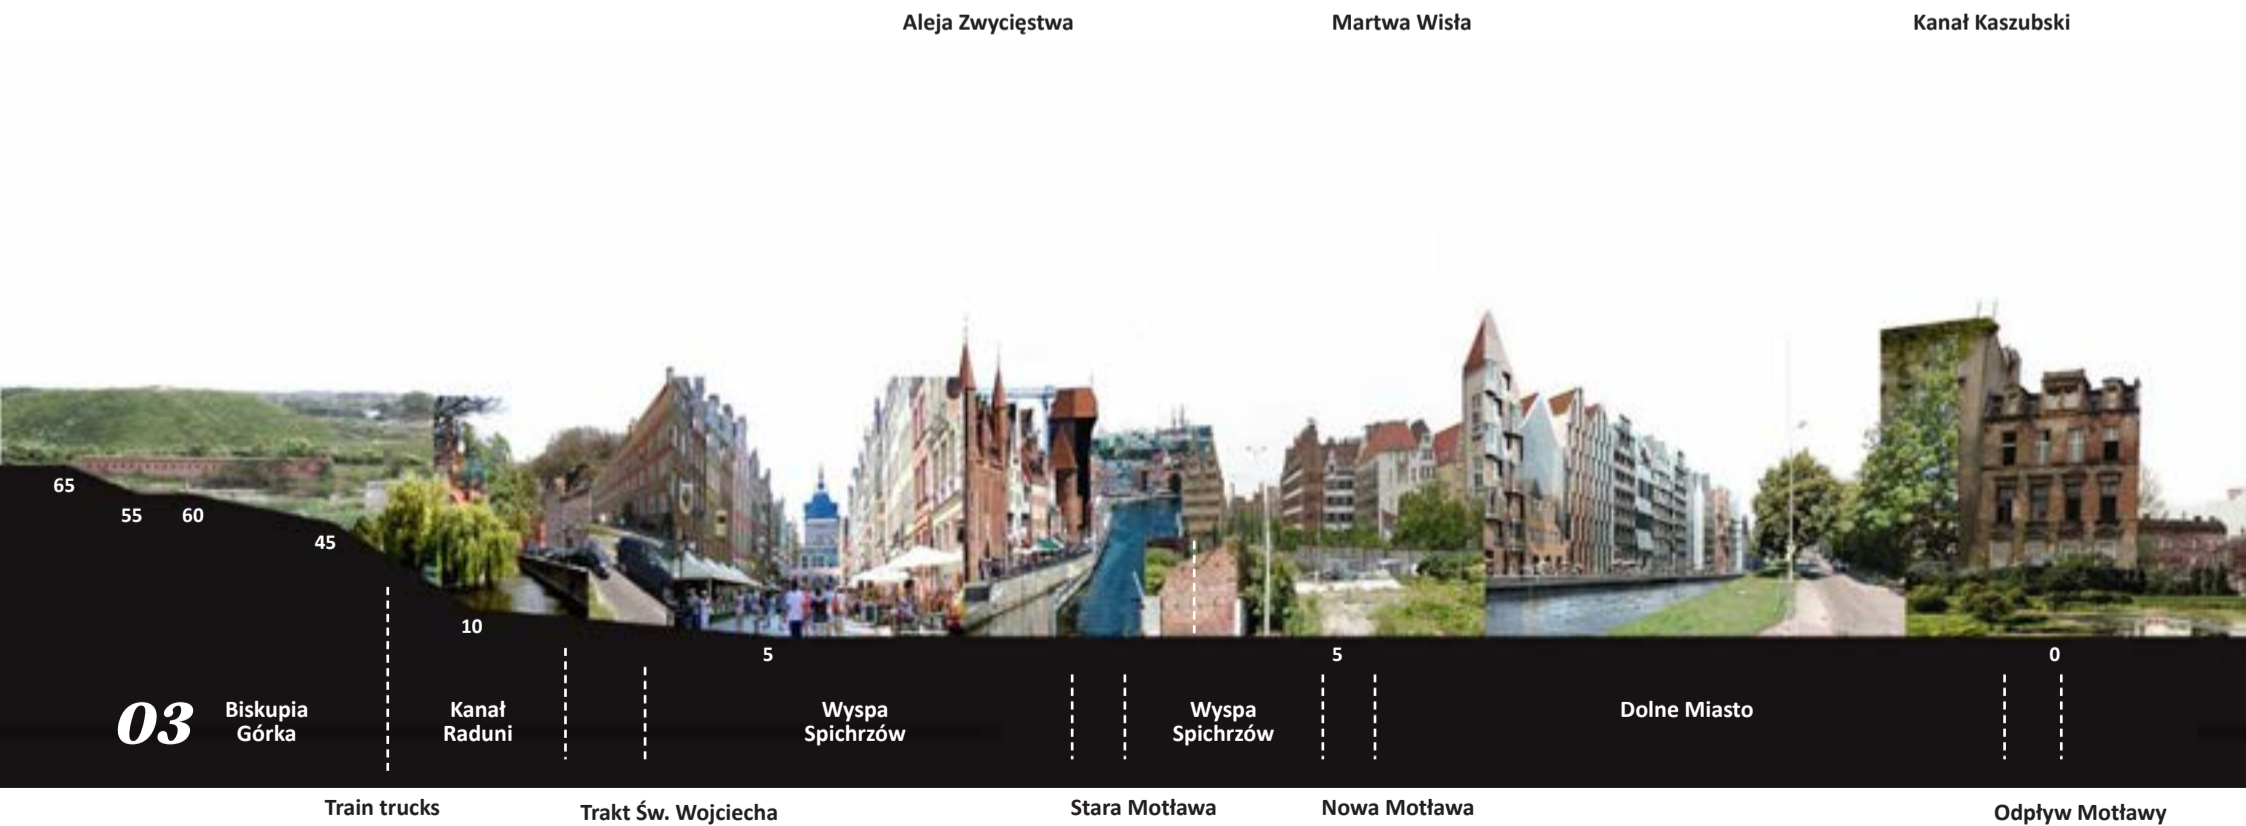 Aleja Zwycięstwa
Martwa Wisła
Kanał Kaszubski
65
55
60
45
10
5
5
0
03
Biskupia
Górka
Kanał
Raduni
Wyspa
Spichrzów
Wyspa
Spichrzów
Dolne Miasto
Train trucks
Trakt Św. Wojciecha
Stara Motława
Nowa Motława
Odpływ Motławy